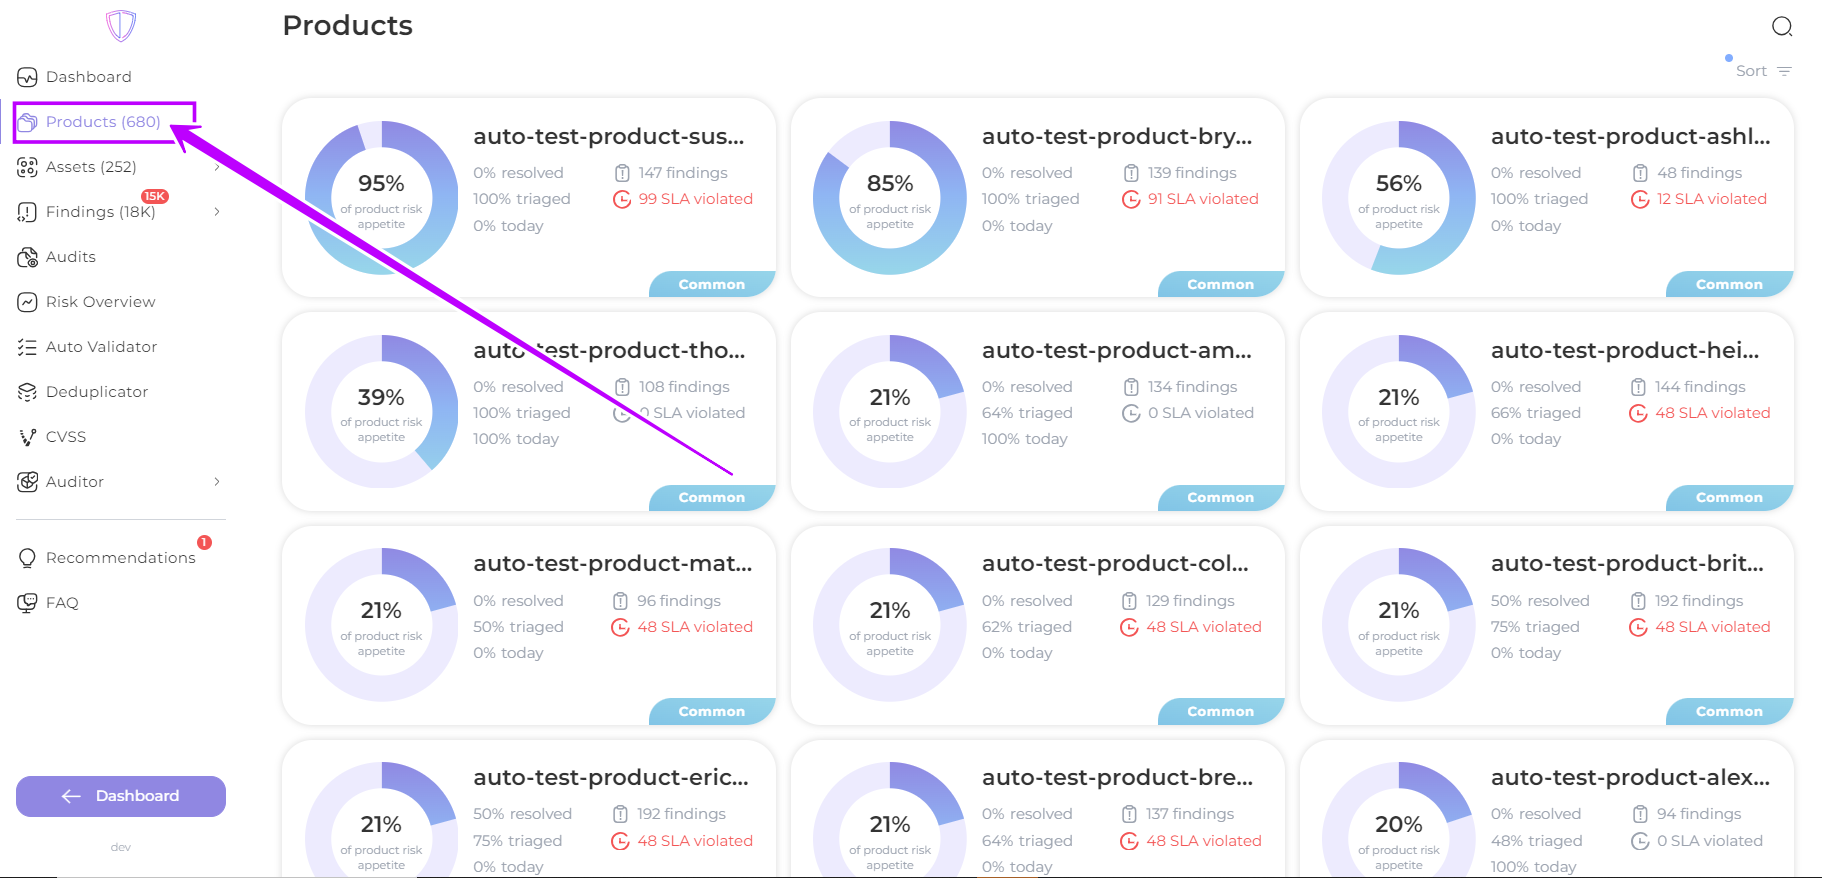 Products
Sort
Dashboard
Products (680)
Assets (252)
15K
Findings (18K)
Audits
Risk Overview
Auto Validator
Deduplicator
CVSS
Auditor
1
Recommendations
FAQ
Dashboard
dev
95%
of product risk
appetite
auto-test-product-sus...
0% resolved
147 findings
100% triaged
99 SLA violated
0% today
Common
85%
of product risk
appetite
auto-test-product-bry...
0% resolved
139 findings
100% triaged
91 SLA violated
0% today
Common
56%
of product risk
appetite
auto-test-product-ashl...
0% resolved
48 findings
100% triaged
12 SLA violated
0% today
Common
39%
of product risk
appetite
auto-test-product-tho...
0% resolved
108 findings
100% triaged
0 SLA violated
100% today
Common
21%
of product risk
appetite
auto-test-product-am...
0% resolved
134 findings
64% triaged
0 SLA violated
100% today
Common
21%
of product risk
appetite
auto-test-product-hei...
0% resolved
144 findings
66% triaged
48 SLA violated
0% today
Common
21%
of product risk
appetite
auto-test-product-mat...
0% resolved
96 findings
50% triaged
48 SLA violated
0% today
Common
21%
of product risk
appetite
auto-test-product-col...
0% resolved
129 findings
62% triaged
48 SLA violated
0% today
Common
21%
of product risk
appetite
auto-test-product-brit...
50% resolved
192 findings
75% triaged
48 SLA violated
0% today
Common
21%
of product risk
appetite
auto-test-product-eric...
50% resolved
192 findings
75% triaged
48 SLA violated
0% today
21%
of product risk
appetite
auto-test-product-bre...
0% resolved
137 findings
64% triaged
48 SLA violated
0% today
20%
of product risk
appetite
auto-test-product-alex...
0% resolved
94 findings
48% triaged
0 SLA violated
100% today